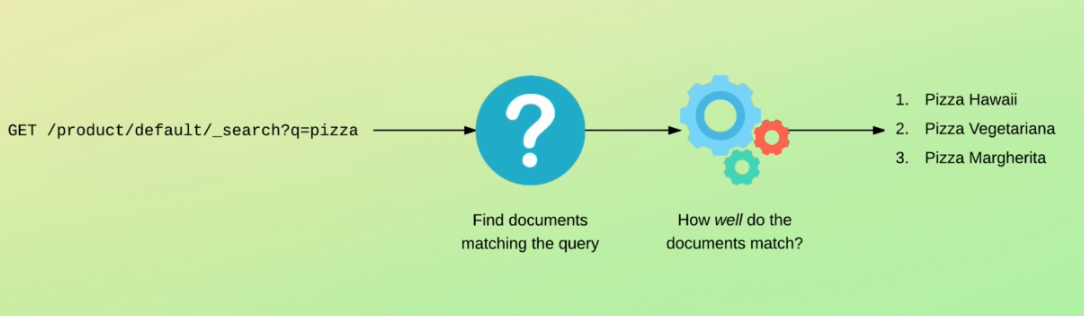 GET /product/default/_search?q=pizza
?
Find documents
matching the query
How well do the
documents match?
1. Pizza Hawaii
2. Pizza Vegetariana
3. Pizza Margherita